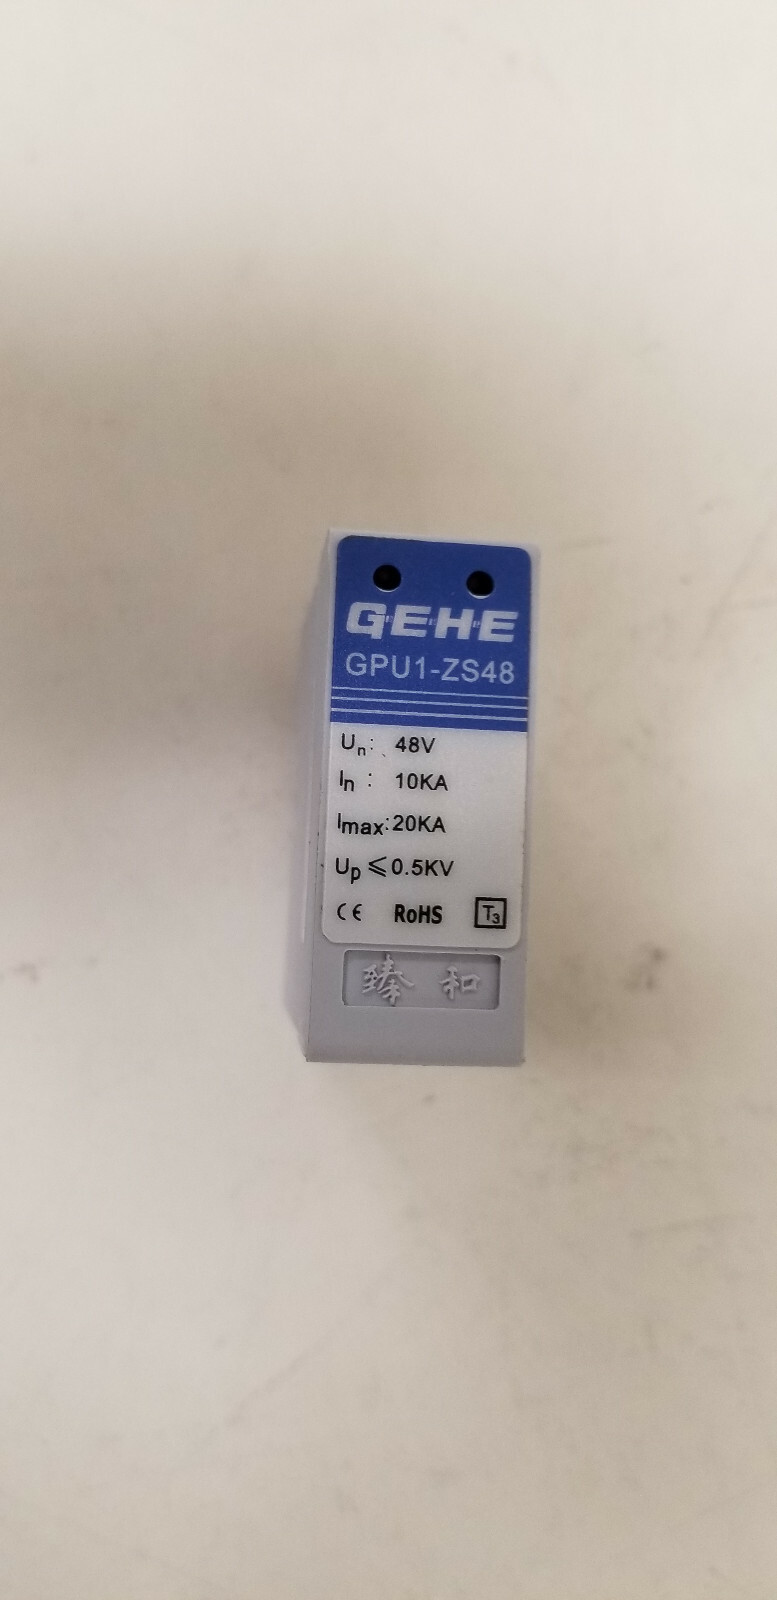 GEHE
GPU1-ZS48
Un: 48V
In : 10KA
Imax:20KA
Up ≤0.5KV
CE RoHS T3
臻和